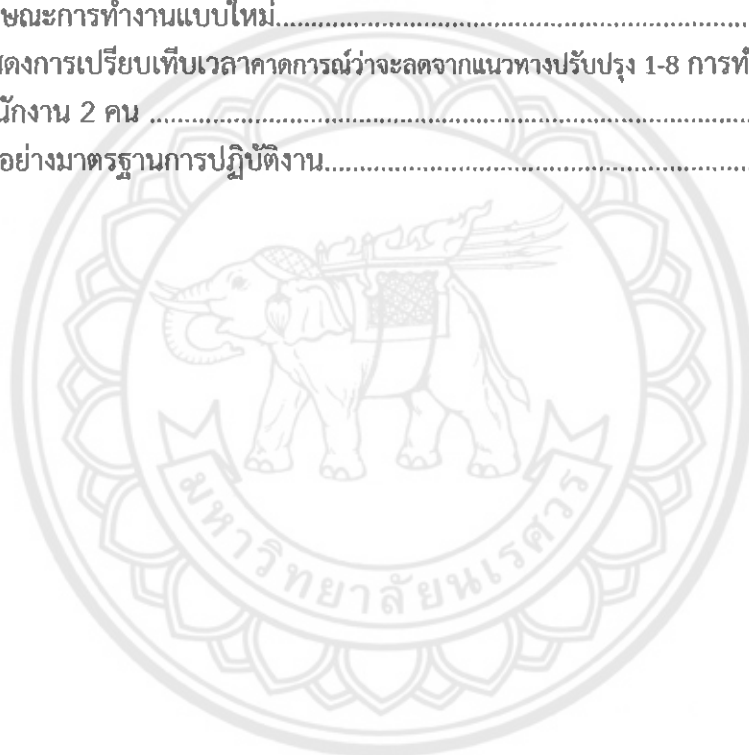 ษณะการทำงานแบบใหม่
สดงการเปรียบเทียบเวลาคาดการณ์ว่าจะลดจากแนวทางปรับปรุง 1-8 การทำ
นักงาน 2 คน
อย่างมาตรฐานการปฏิบัติงาน
มหาวิทยาลัยนเรศวร